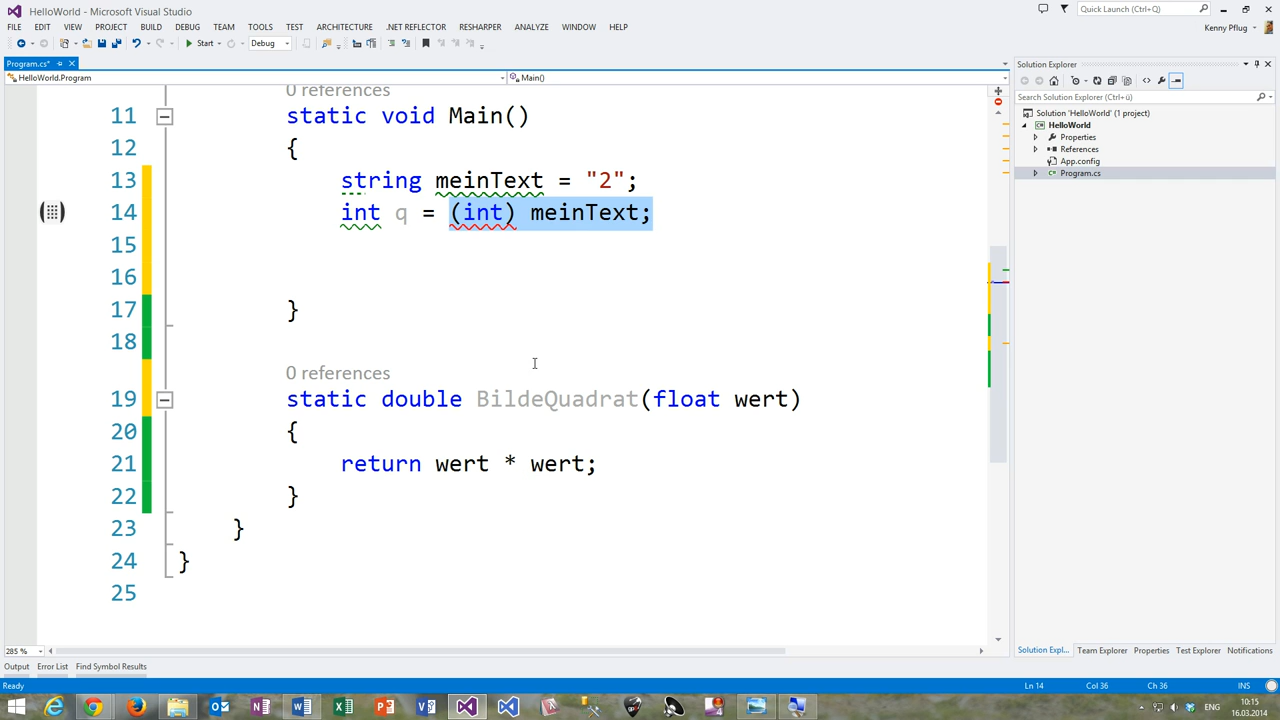 HelloWorld - Microsoft Visual Studio
Quick Launch (Ctrl+Q)
FILE EDIT VIEW PROJECT BUILD DEBUG TEAM TOOLS TEST ARCHITECTURE .NET REFLECTOR RESHARPER ANALYZE WINDOW HELP
Kenny Pflug
Start Debug
Program.cs*
HelloWorld.Program
Main()
0 references
11 static void Main()
12 {
13 string meinText = "2";
14 int q = (int) meinText;
15
16
17 }
18
0 references
19 static double BildeQuadrat(float wert)
20 {
21 return wert * wert;
22 }
23 }
24 }
25
285 %
Solution Explorer
Search Solution Explorer (Ctrl+ü)
Solution 'HelloWorld' (1 project)
HelloWorld
Properties
References
App.config
Program.cs
Solution Expl... Team Explorer Properties Test Explorer Notifications
Output Error List Find Symbol Results
Ready
Ln 14 Col 36 Ch 36 INS
ENG
10:15
16.03.2014